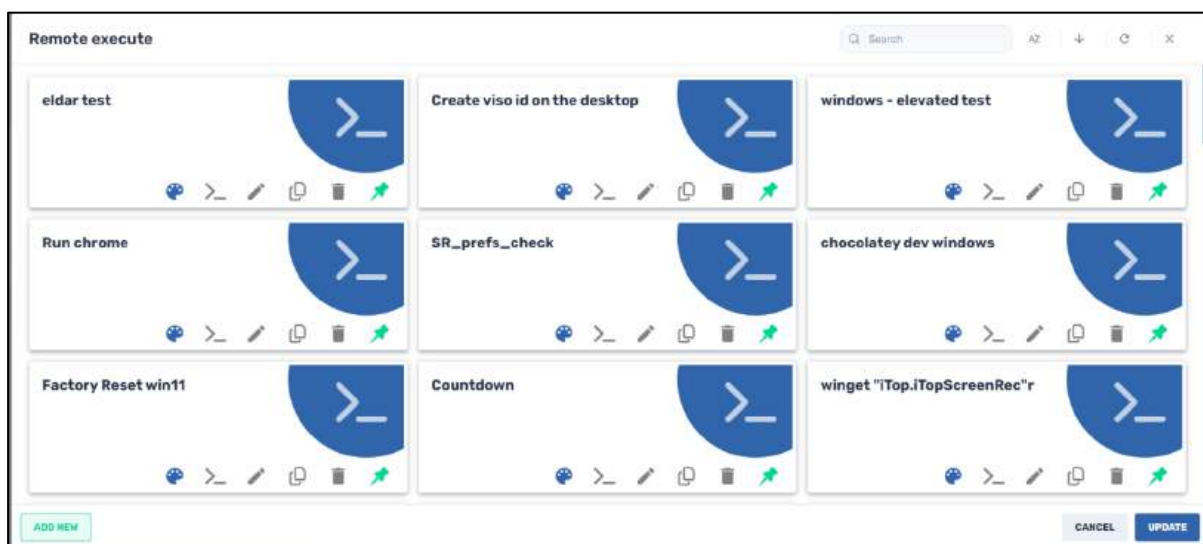 Remote execute
Search
AZ
eldar test
Create viso id on the desktop
windows - elevated test
Run chrome
SR_prefs_check
chocolatey dev windows
Factory Reset win11
Countdown
winget "iTop.iTopScreenRec"r
ADD NEW
CANCEL
UPDATE